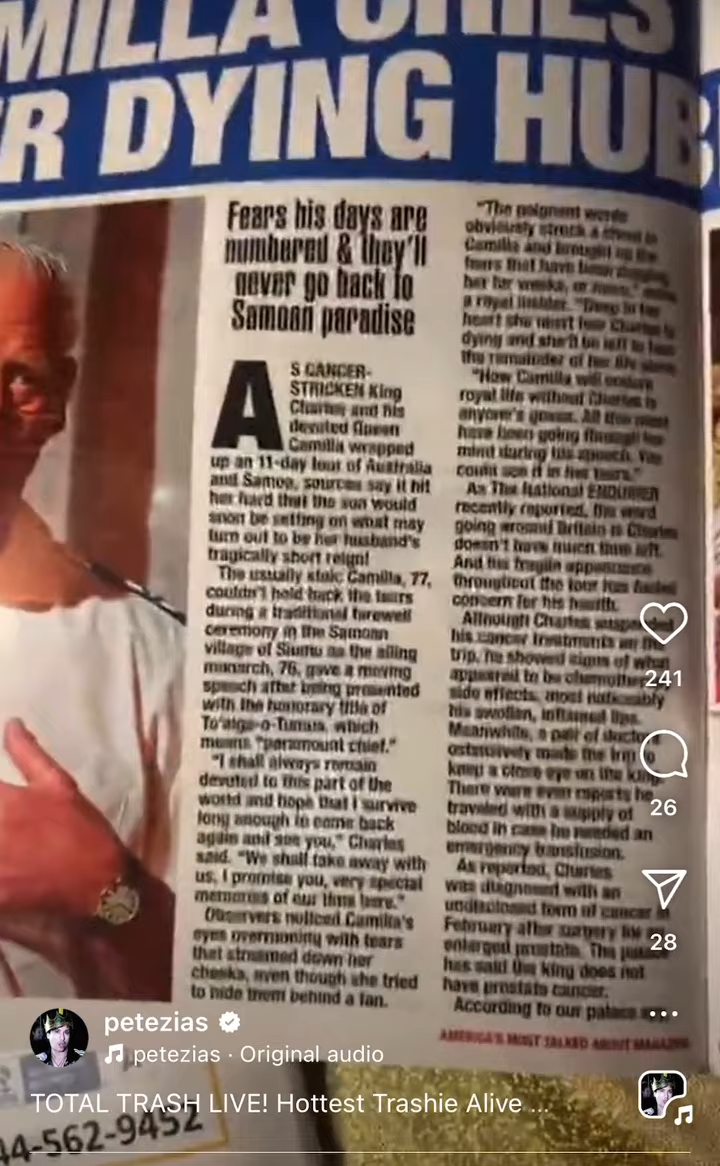 MILLA CRIES
R DYING HUB
Fears his days are
numbered & they'll
never go back to
Samoan paradise
AS CANCER-
STRICKEN King
Charles and his
devoted Queen
Camilla wrapped
up an 11-day tour of Australia
and Samoa, sources say it hit
her hard that the sun would
soon be setting on what may
turn out to be her husband's
tragically short reign!
The usually stoic Camilla, 77,
couldn't hold back the tears
during a traditional farewell
ceremony in the Samoan
village of Siumu as the ailing
monarch, 76, gave a moving
speech after being presented
with the honorary title of
To'aiga-o-Tumua, which
means "paramount chief."
"I shall always remain
devoted to this part of the
world and hope that I survive
long enough to come back
again and see you," Charles
said. "We shall take away with
us, I promise you, very special
memories of our time here."
Observers noticed Camilla's
eyes overrunning with tears
that streamed down her
cheeks, even though she tried
to hide them behind a fan.
"The poignant words
obviously struck a chord in
Camilla and brought up the
fears that have been
her for weeks, or more,"
a royal insider. "Deep in her
heart she must fear Charles is
dying and she'll be left to face
the remainder of her life alone.
"How Camilla will endure
royal life without Charles is
anyone's guess. All this must
have been going through her
mind during his speech. You
could see it in her tears."
As The National ENQUIRER
recently reported, the word
going around Britain is Charles
doesn't have much time left.
And his fragile appearance
throughout the tour has fueled
concern for his health.
Although Charles suspended
his cancer treatments on the
trip, he showed signs of what
appeared to be chemotherapy
side effects, most noticeably
his swollen, inflamed lips.
Meanwhile, a pair of doctors
ostensively made the trip to
keep a close eye on the king.
There were even reports he
traveled with a supply of
blood in case he needed an
emergency transfusion.
As reported, Charles
was diagnosed with an
undisclosed form of cancer in
February after surgery for
enlarged prostate. The palace
has said the king does not
have prostate cancer.
According to our palace
AMERICA'S MOST TALKED ABOUT MAGAZINE
241
26
28
petezias
petezias · Original audio
TOTAL TRASH LIVE! Hottest Trashie Alive ...
44-562-9452